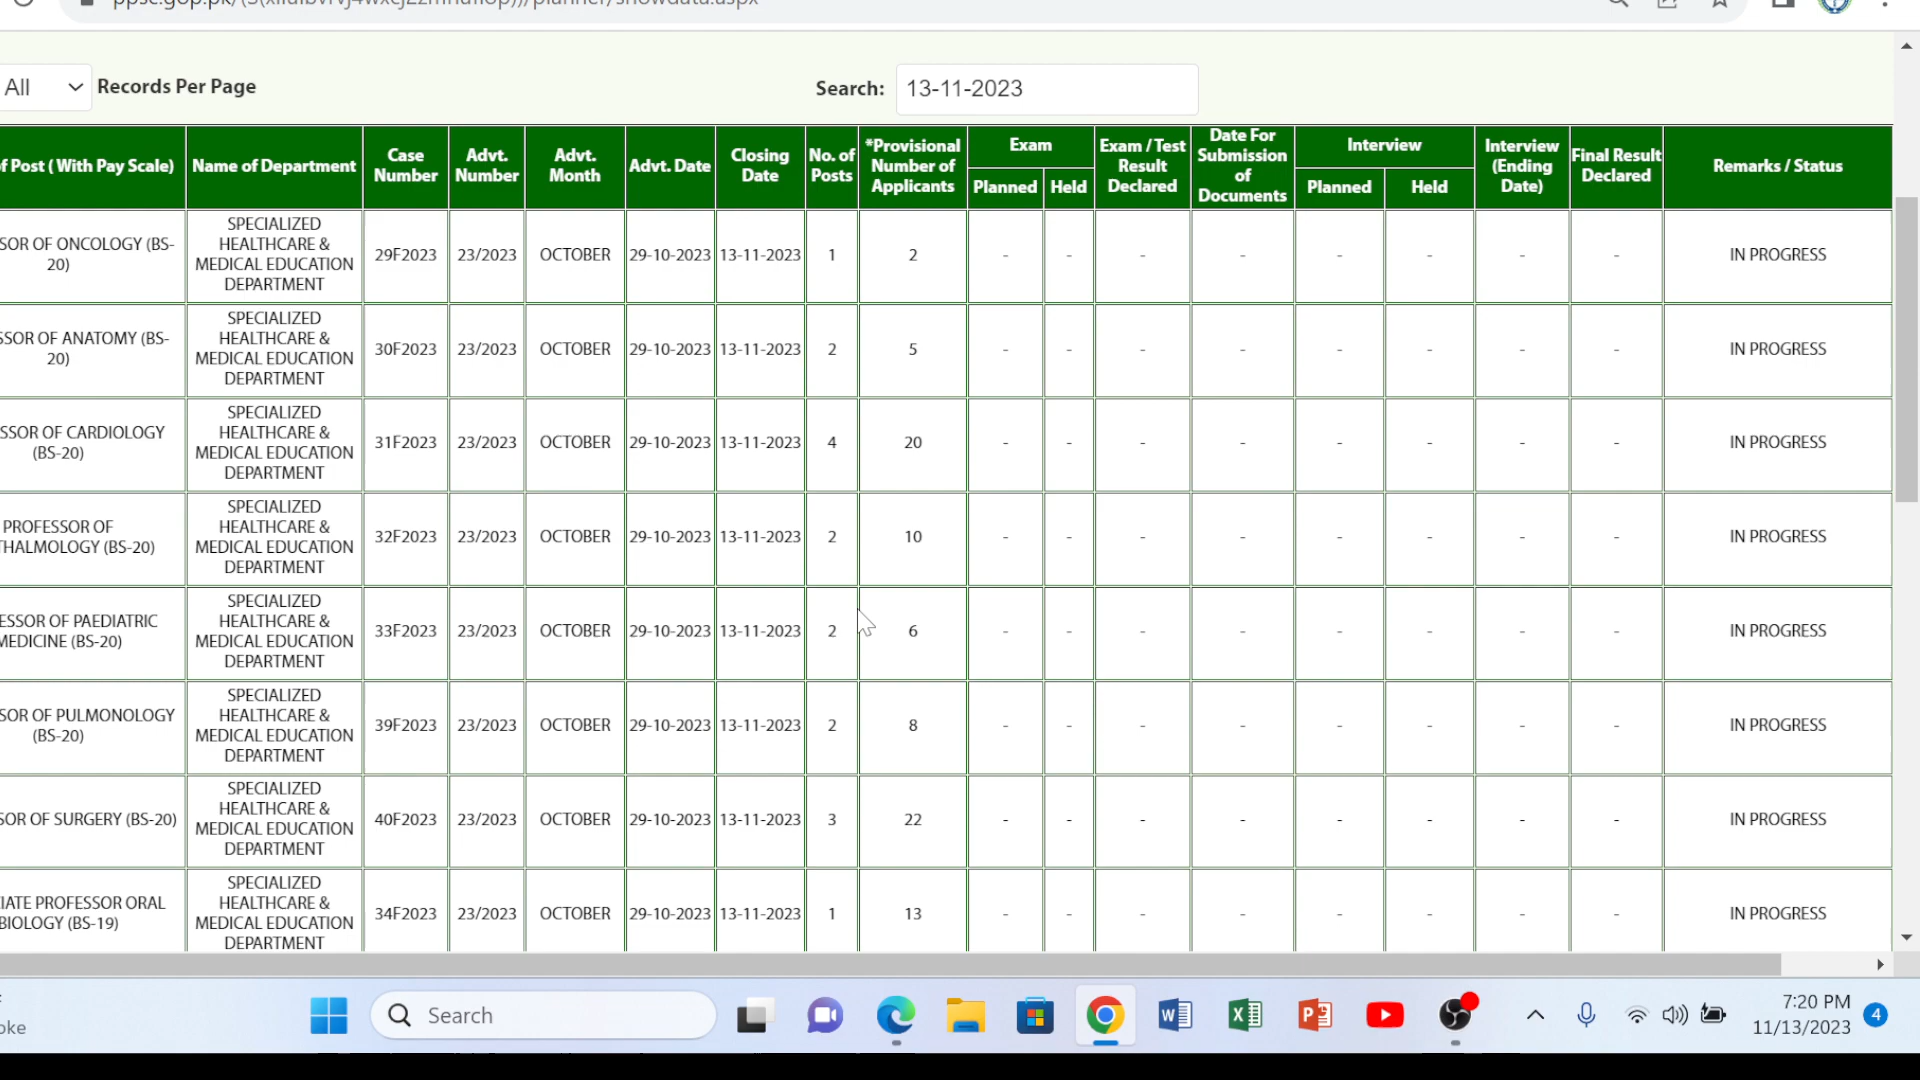 ppsc.gop.pk/
/planner/showdata.aspx
All Records Per Page
Search: 13-11-2023
of Post ( With Pay Scale) Name of Department Case Number Advt. Number Advt. Month Advt. Date Closing Date No. of Posts *Provisional Number of Applicants Exam Planned Held Exam / Test Result Declared Date For Submission of Documents Interview Planned Held Interview (Ending Date) Final Result Declared Remarks / Status
SSOR OF ONCOLOGY (BS-20) SPECIALIZED HEALTHCARE & MEDICAL EDUCATION DEPARTMENT 29F2023 23/2023 OCTOBER 29-10-2023 13-11-2023 1 2 - - - - - - - - IN PROGRESS
SSOR OF ANATOMY (BS-20) SPECIALIZED HEALTHCARE & MEDICAL EDUCATION DEPARTMENT 30F2023 23/2023 OCTOBER 29-10-2023 13-11-2023 2 5 - - - - - - - - IN PROGRESS
SSOR OF CARDIOLOGY (BS-20) SPECIALIZED HEALTHCARE & MEDICAL EDUCATION DEPARTMENT 31F2023 23/2023 OCTOBER 29-10-2023 13-11-2023 4 20 - - - - - - - - IN PROGRESS
PROFESSOR OF THALMOLOGY (BS-20) SPECIALIZED HEALTHCARE & MEDICAL EDUCATION DEPARTMENT 32F2023 23/2023 OCTOBER 29-10-2023 13-11-2023 2 10 - - - - - - - - IN PROGRESS
ESSOR OF PAEDIATRIC MEDICINE (BS-20) SPECIALIZED HEALTHCARE & MEDICAL EDUCATION DEPARTMENT 33F2023 23/2023 OCTOBER 29-10-2023 13-11-2023 2 6 - - - - - - - - IN PROGRESS
SOR OF PULMONOLOGY (BS-20) SPECIALIZED HEALTHCARE & MEDICAL EDUCATION DEPARTMENT 39F2023 23/2023 OCTOBER 29-10-2023 13-11-2023 2 8 - - - - - - - - IN PROGRESS
SOR OF SURGERY (BS-20) SPECIALIZED HEALTHCARE & MEDICAL EDUCATION DEPARTMENT 40F2023 23/2023 OCTOBER 29-10-2023 13-11-2023 3 22 - - - - - - - - IN PROGRESS
IATE PROFESSOR ORAL BIOLOGY (BS-19) SPECIALIZED HEALTHCARE & MEDICAL EDUCATION DEPARTMENT 34F2023 23/2023 OCTOBER 29-10-2023 13-11-2023 1 13 - - - - - - - - IN PROGRESS
oke
Search
7:20 PM
11/13/2023
4